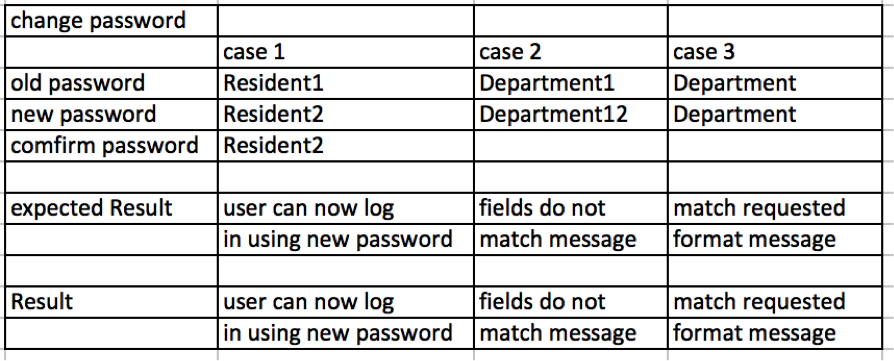 change password
case 1 case 2 case 3
old password Resident1 Department1 Department
new password Resident2 Department12 Department
comfirm password Resident2
expected Result user can now log fields do not match requested
in using new password match message format message
Result user can now log fields do not match requested
in using new password match message format message